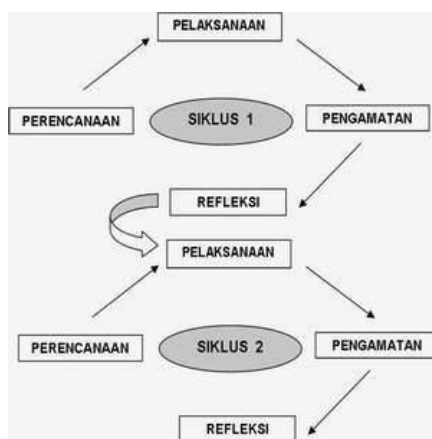 PELAKSANAAN
PERENCANAAN
SIKLUS 1
PENGAMATAN
REFLEKSI
PELAKSANAAN
PERENCANAAN
SIKLUS 2
PENGAMATAN
REFLEKSI